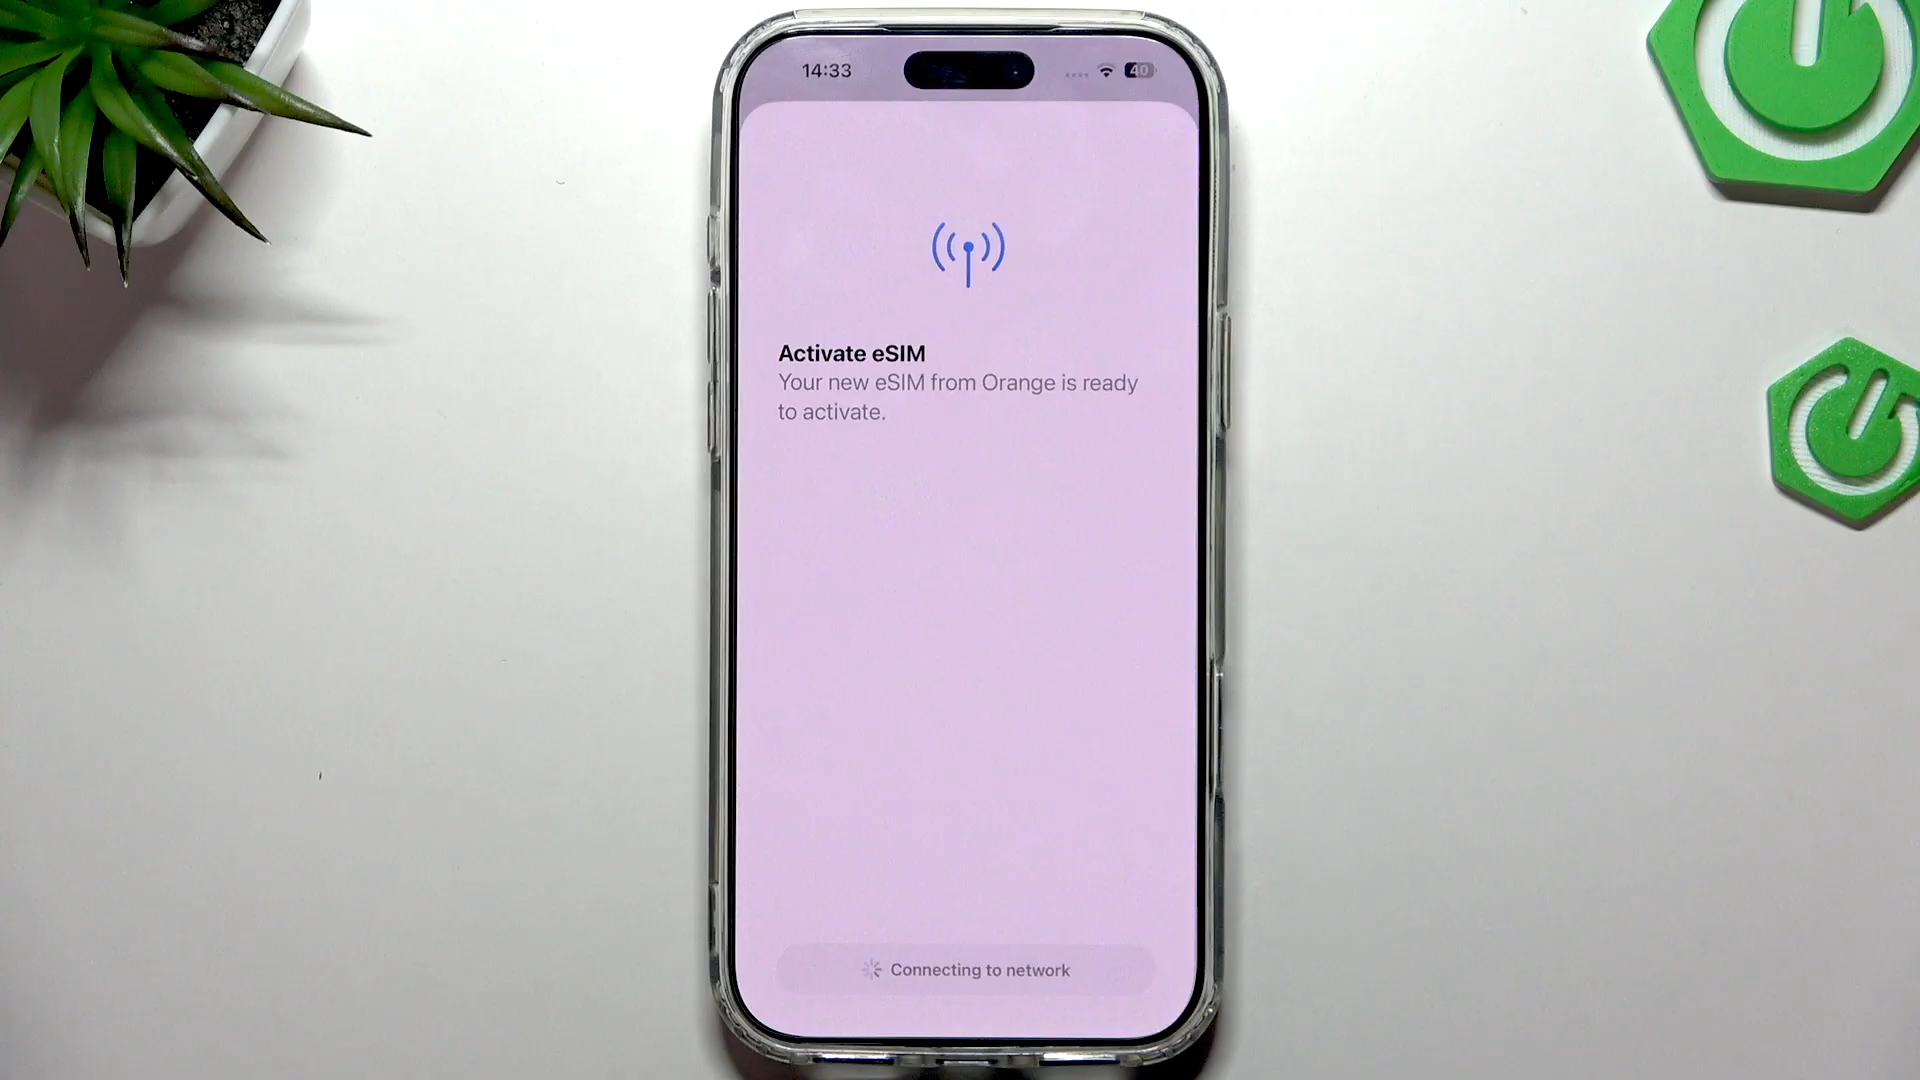 14:33
40
Activate eSIM
Your new eSIM from Orange is ready
to activate.
Connecting to network